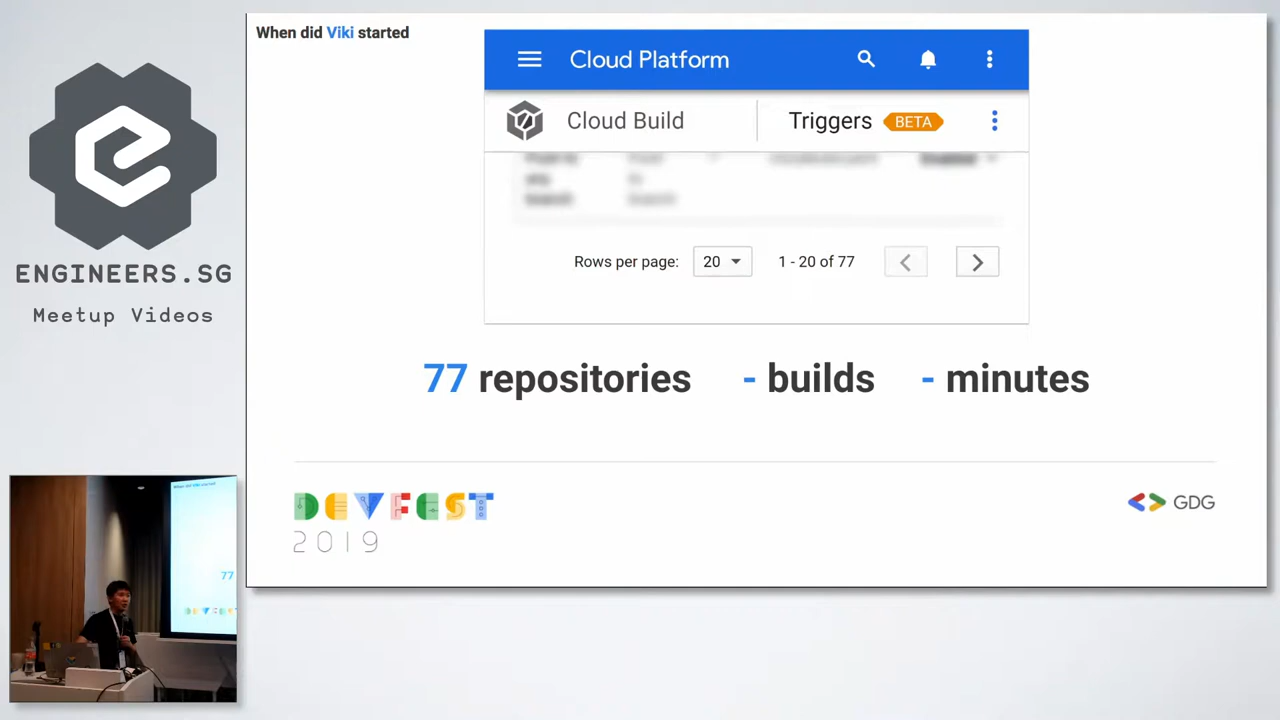 When did Viki started
Cloud Platform
Cloud Build
Triggers BETA
Rows per page: 20 1 - 20 of 77
77 repositories - builds - minutes
DEVFEST
2019
GDG
ENGINEERS.SG
Meetup Videos
77